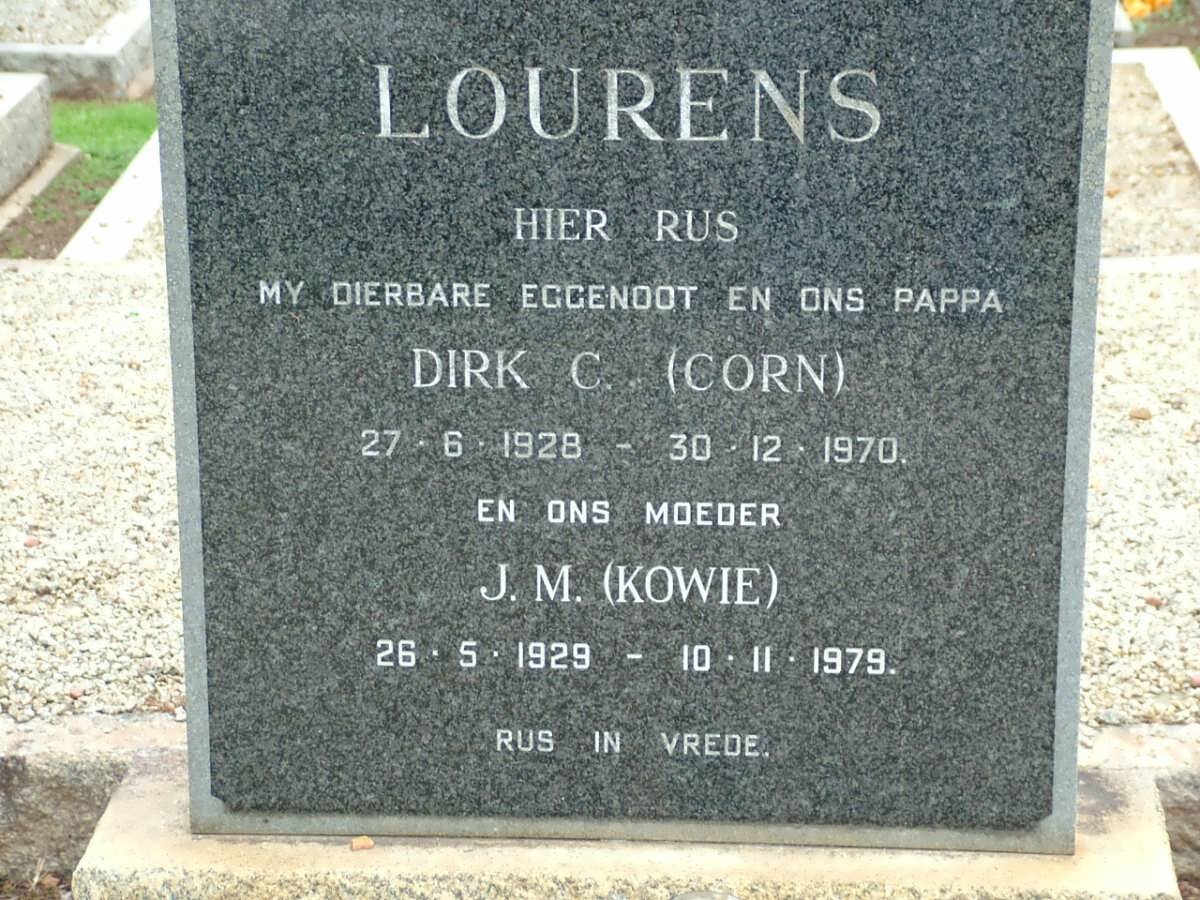 LOURENS
HIER RUS
MY DIERBARE EGGENOOT EN ONS PAPPA
DIRK C. (CORN)
27·6·1928 - 30·12·1970.
EN ONS MOEDER
J. M. (KOWIE)
26·5·1929 - 10·11·1979.
RUS IN VREDE.